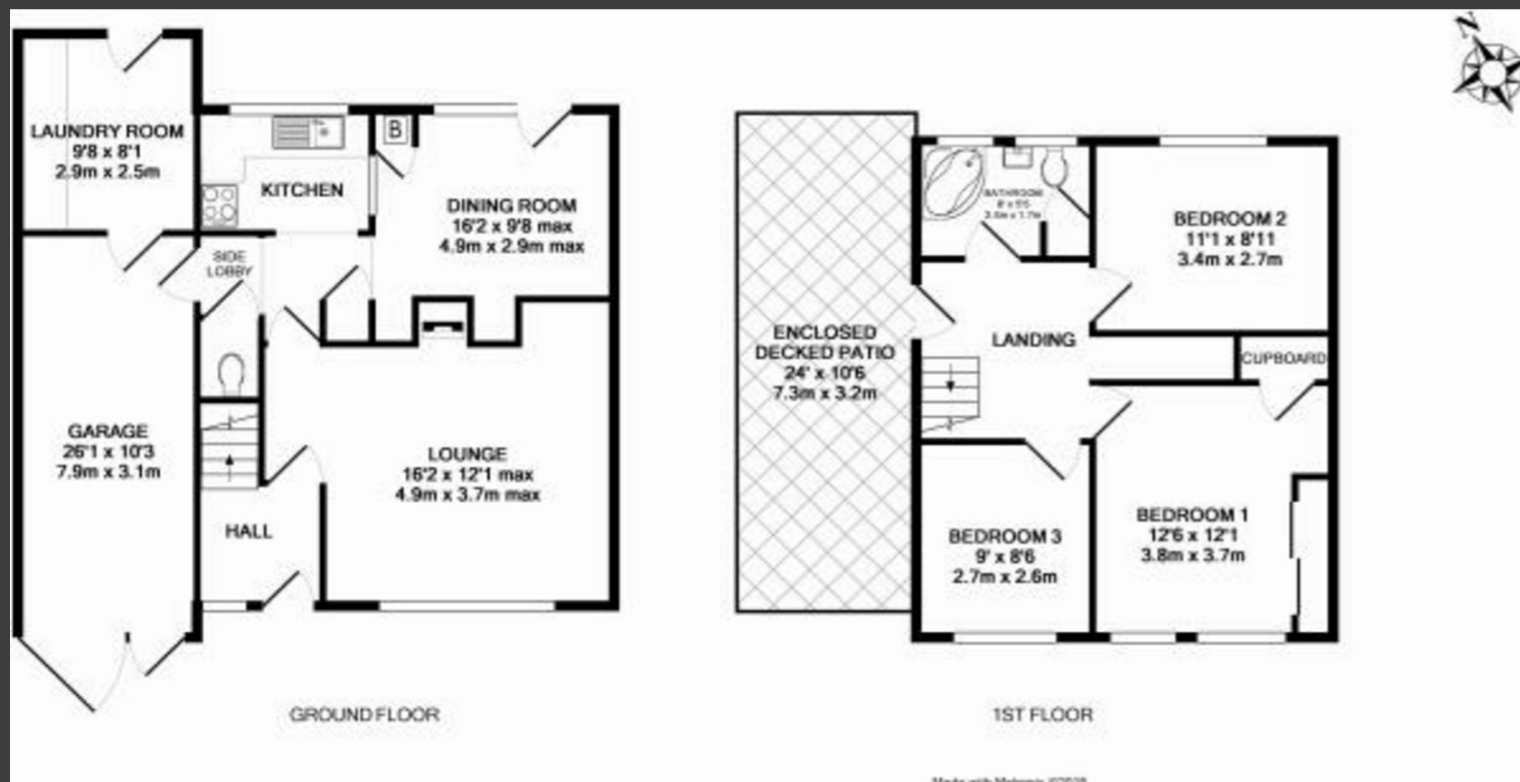 N
LAUNDRY ROOM
9'8 x 8'1
2.9m x 2.5m
B
KITCHEN
DINING ROOM
16'2 x 9'8 max
4.9m x 2.9m max
SIDE
LOBBY
GARAGE
26'1 x 10'3
7.9m x 3.1m
LOUNGE
16'2 x 12'1 max
4.9m x 3.7m max
HALL
GROUND FLOOR
ENCLOSED
DECKED PATIO
24' x 10'6
7.3m x 3.2m
BATHROOM
BEDROOM 2
11'1 x 8'11
3.4m x 2.7m
LANDING
CUPBOARD
BEDROOM 3
9' x 8'6
2.7m x 2.6m
BEDROOM 1
12'6 x 12'1
3.8m x 3.7m
1ST FLOOR